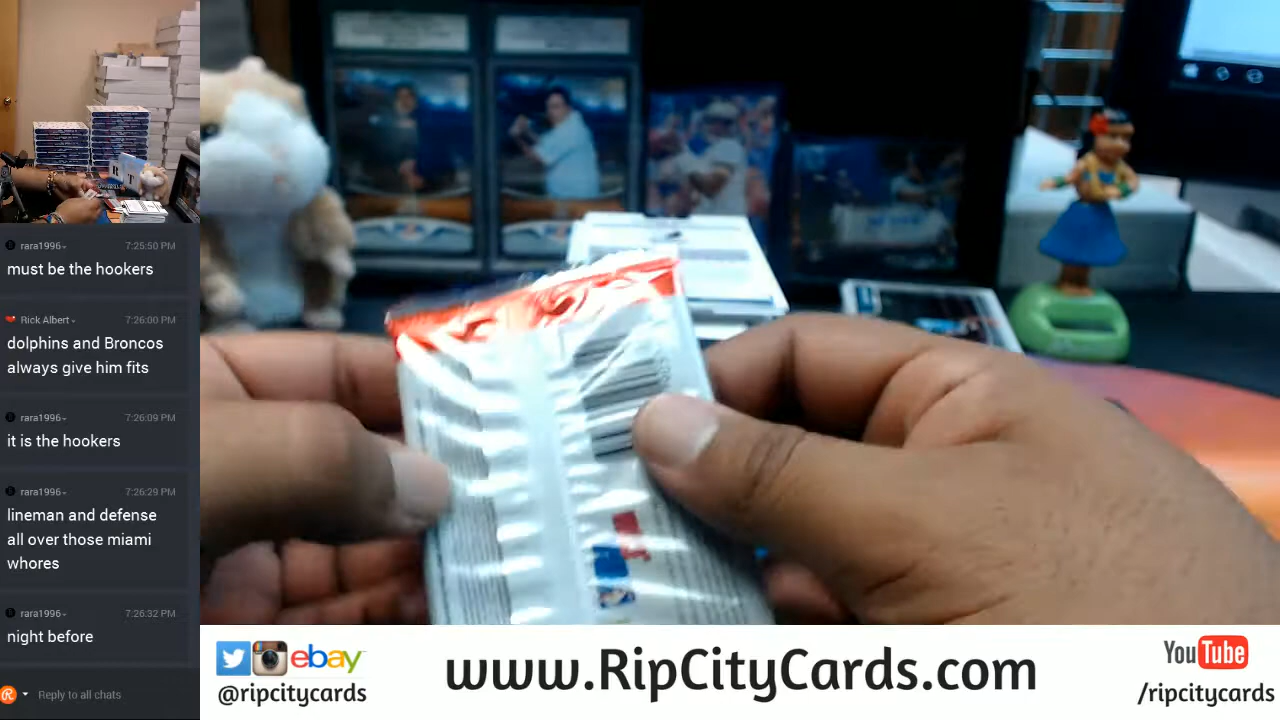 rara1996
7:25:50 PM
must be the hookers
Rick Albert
7:26:00 PM
dolphins and Broncos
always give him fits
rara1996
7:26:09 PM
it is the hookers
rara1996
7:26:29 PM
lineman and defense
all over those miami
whores
rara1996
7:26:32 PM
night before
Reply to all chats
ebay
@ripcitycards
www.RipCityCards.com
YouTube
/ripcitycards